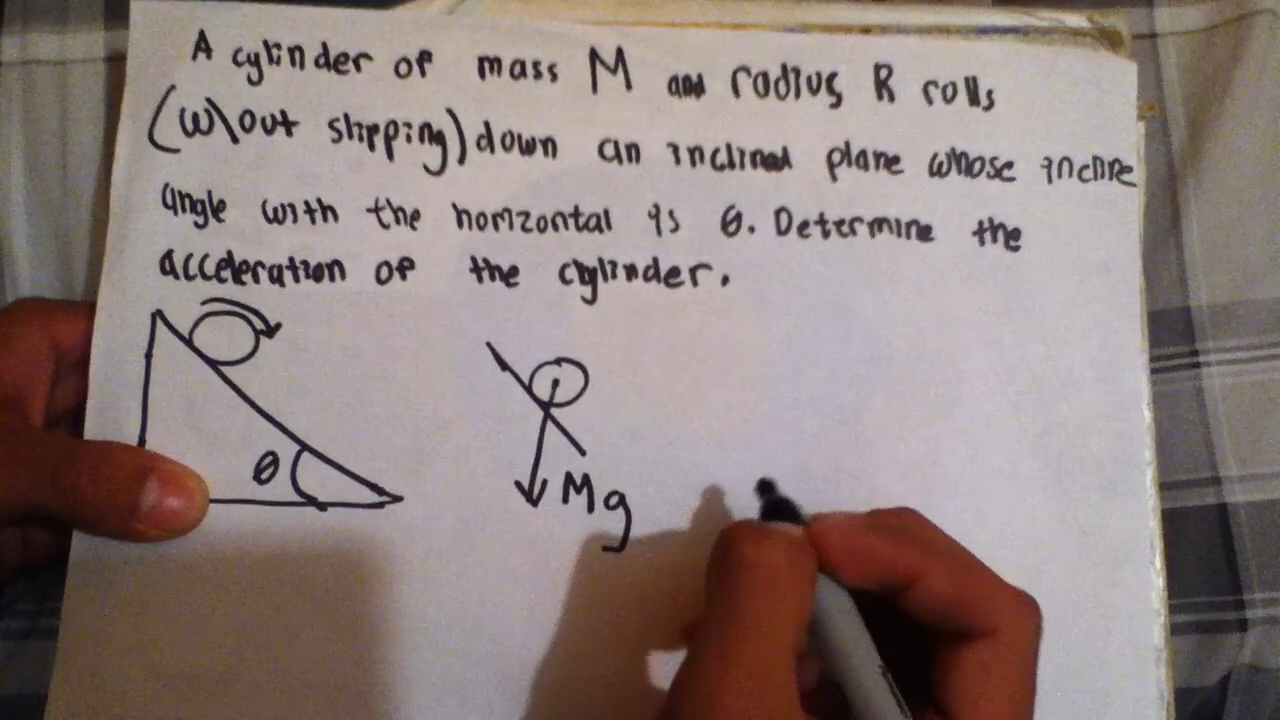 A cylinder of mass M and radius R rolls
(w\out slipping) down an inclined plane whose incline
angle with the horizontal is θ. Determine the
acceleration of the cylinder.
θ
Mg